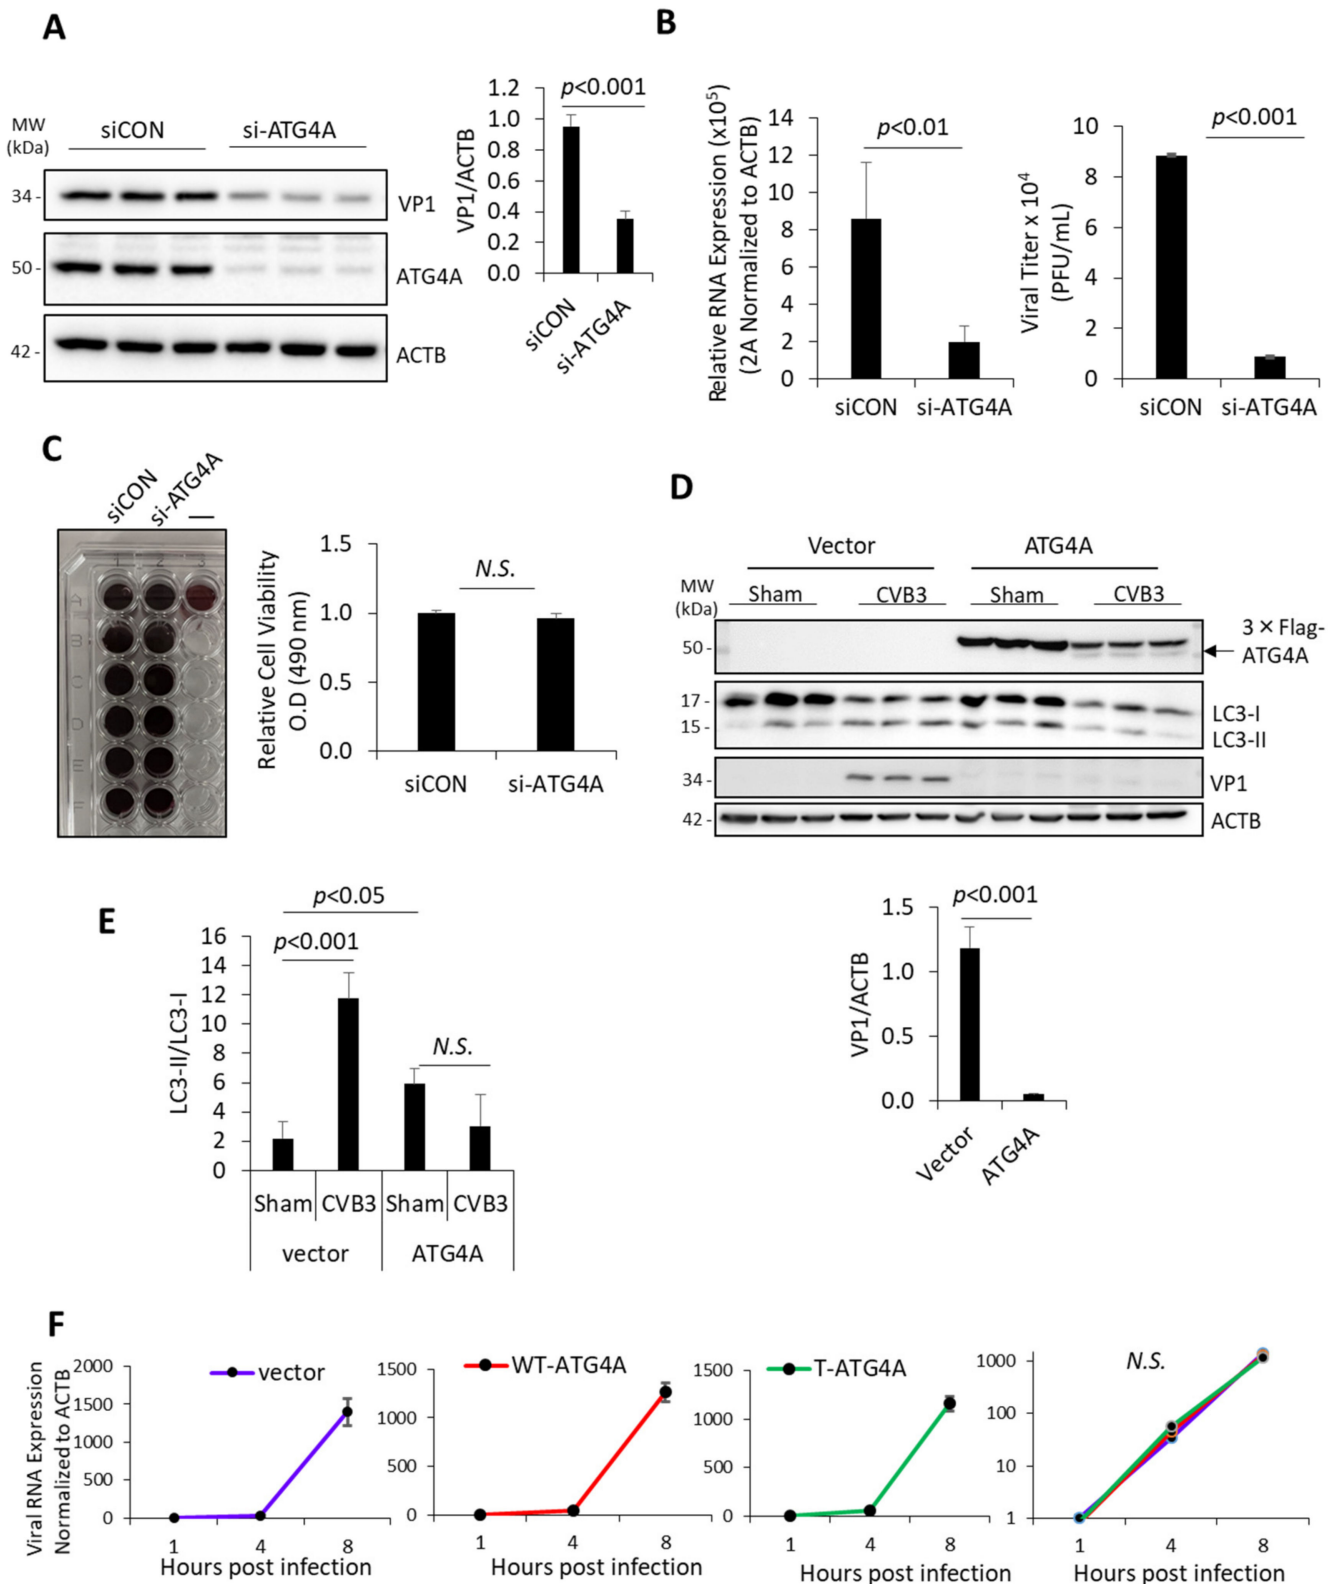 A
MW
(kDa)
siCON
si-ATG4A
34 -
VP1
50 -
ATG4A
42 -
ACTB
VP1/ACTB
1.2
1.0
0.8
0.6
0.4
0.2
0.0
p<0.001
siCON
si-ATG4A
B
Relative RNA Expression (x10⁵)
(2A Normalized to ACTB)
14
12
10
8
6
4
2
0
p<0.01
siCON
si-ATG4A
Viral Titer x 10⁴
(PFU/mL)
10
8
6
4
2
0
p<0.001
siCON
si-ATG4A
C
siCON
si-ATG4A
—
1 2 3
A
B
C
D
E
F
Relative Cell Viability
O.D (490 nm)
1.5
1.0
0.5
0.0
N.S.
siCON
si-ATG4A
D
Vector
ATG4A
MW
(kDa)
Sham
CVB3
Sham
CVB3
50 -
3 × Flag-
ATG4A
17 -
15 -
LC3-I
LC3-II
34 -
VP1
42 -
ACTB
VP1/ACTB
1.5
1.0
0.5
0.0
p<0.001
Vector
ATG4A
E
LC3-II/LC3-I
16
14
12
10
8
6
4
2
0
p<0.05
p<0.001
N.S.
Sham
CVB3
Sham
CVB3
vector
ATG4A
F
Viral RNA Expression
Normalized to ACTB
2000
1500
1000
500
0
vector
1 4 8
Hours post infection
1500
1000
500
0
WT-ATG4A
1 4 8
Hours post infection
1500
1000
500
0
T-ATG4A
1 4 8
Hours post infection
1000
100
10
1
N.S.
1 4 8
Hours post infection